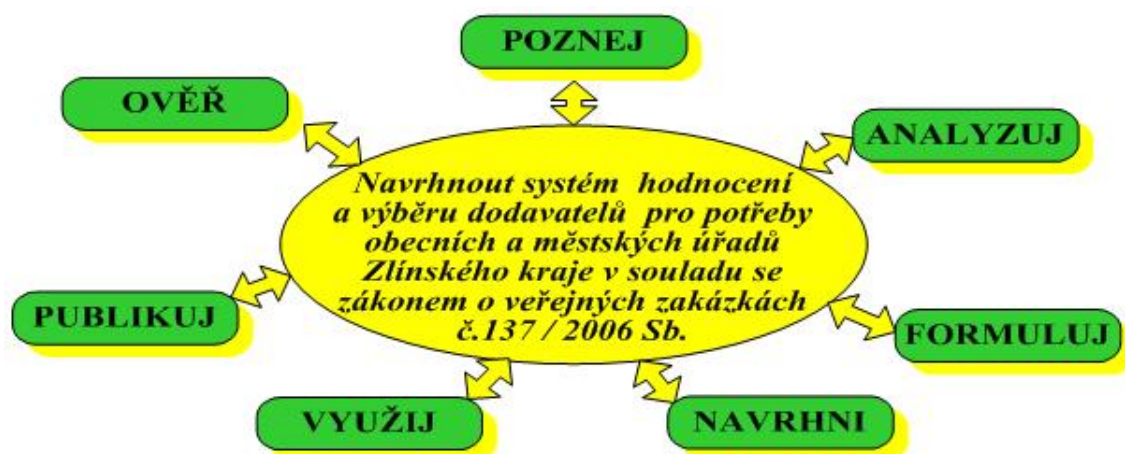 POZNEJ
OVĚŘ
ANALYZUJ
Navrhnout systém hodnocení
a výběru dodavatelů pro potřeby
obecních a městských úřadů
Zlínského kraje v souladu se
zákonem o veřejných zakázkách
č.137 / 2006 Sb.
PUBLIKUJ
FORMULUJ
VYUŽIJ
NAVRHNI